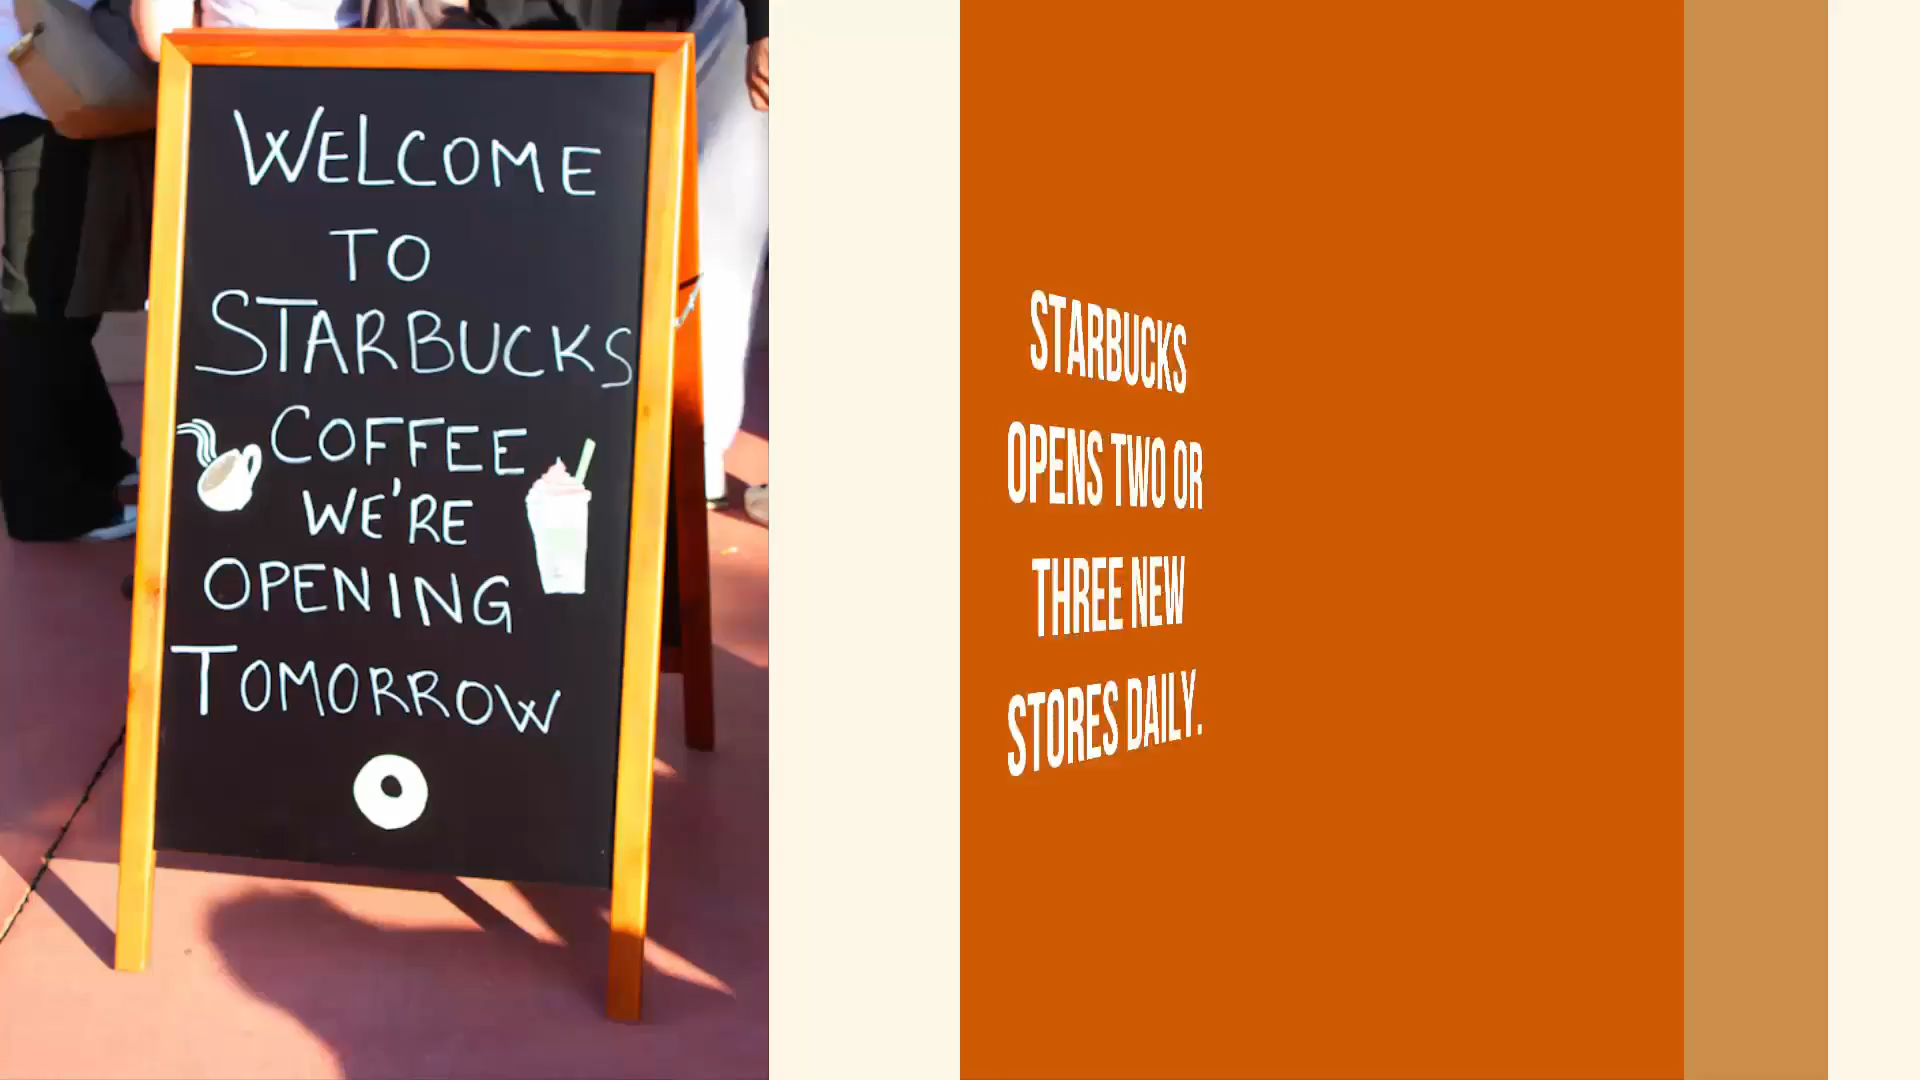 WELCOME
TO
STARBUCKS
COFFEE
WE'RE
OPENING
TOMORROW
STARBUCKS
OPENS TWO OR
THREE NEW
STORES DAILY.